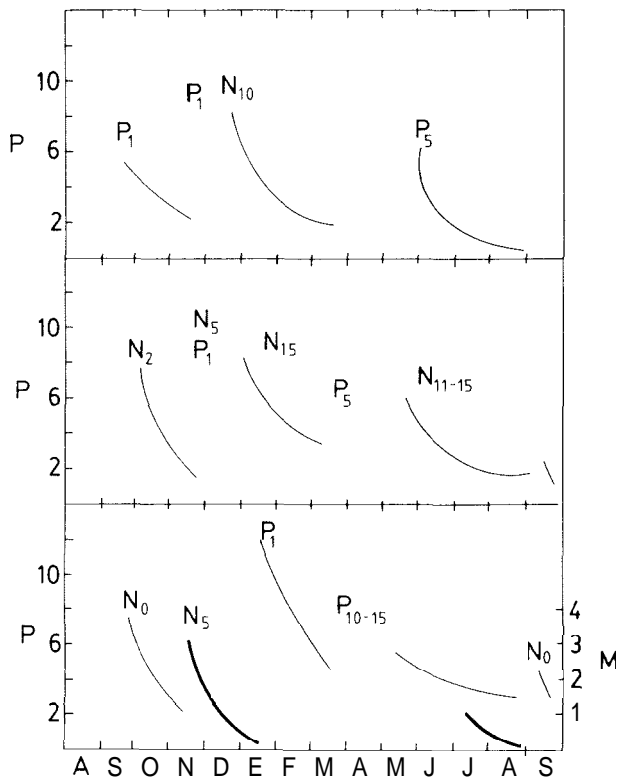 10
P₁ N₁₀
P 6 P₁ P₅
2
N₅
10 N₂ P₁ N₁₅
P 6 P₅ N₁₁₋₁₅
2
P₁
10
N₀ N₅ P₁₀₋₁₅ 4
P 6 N₀ 3 M
2
2 1
A S O N D E F M A M J J A S